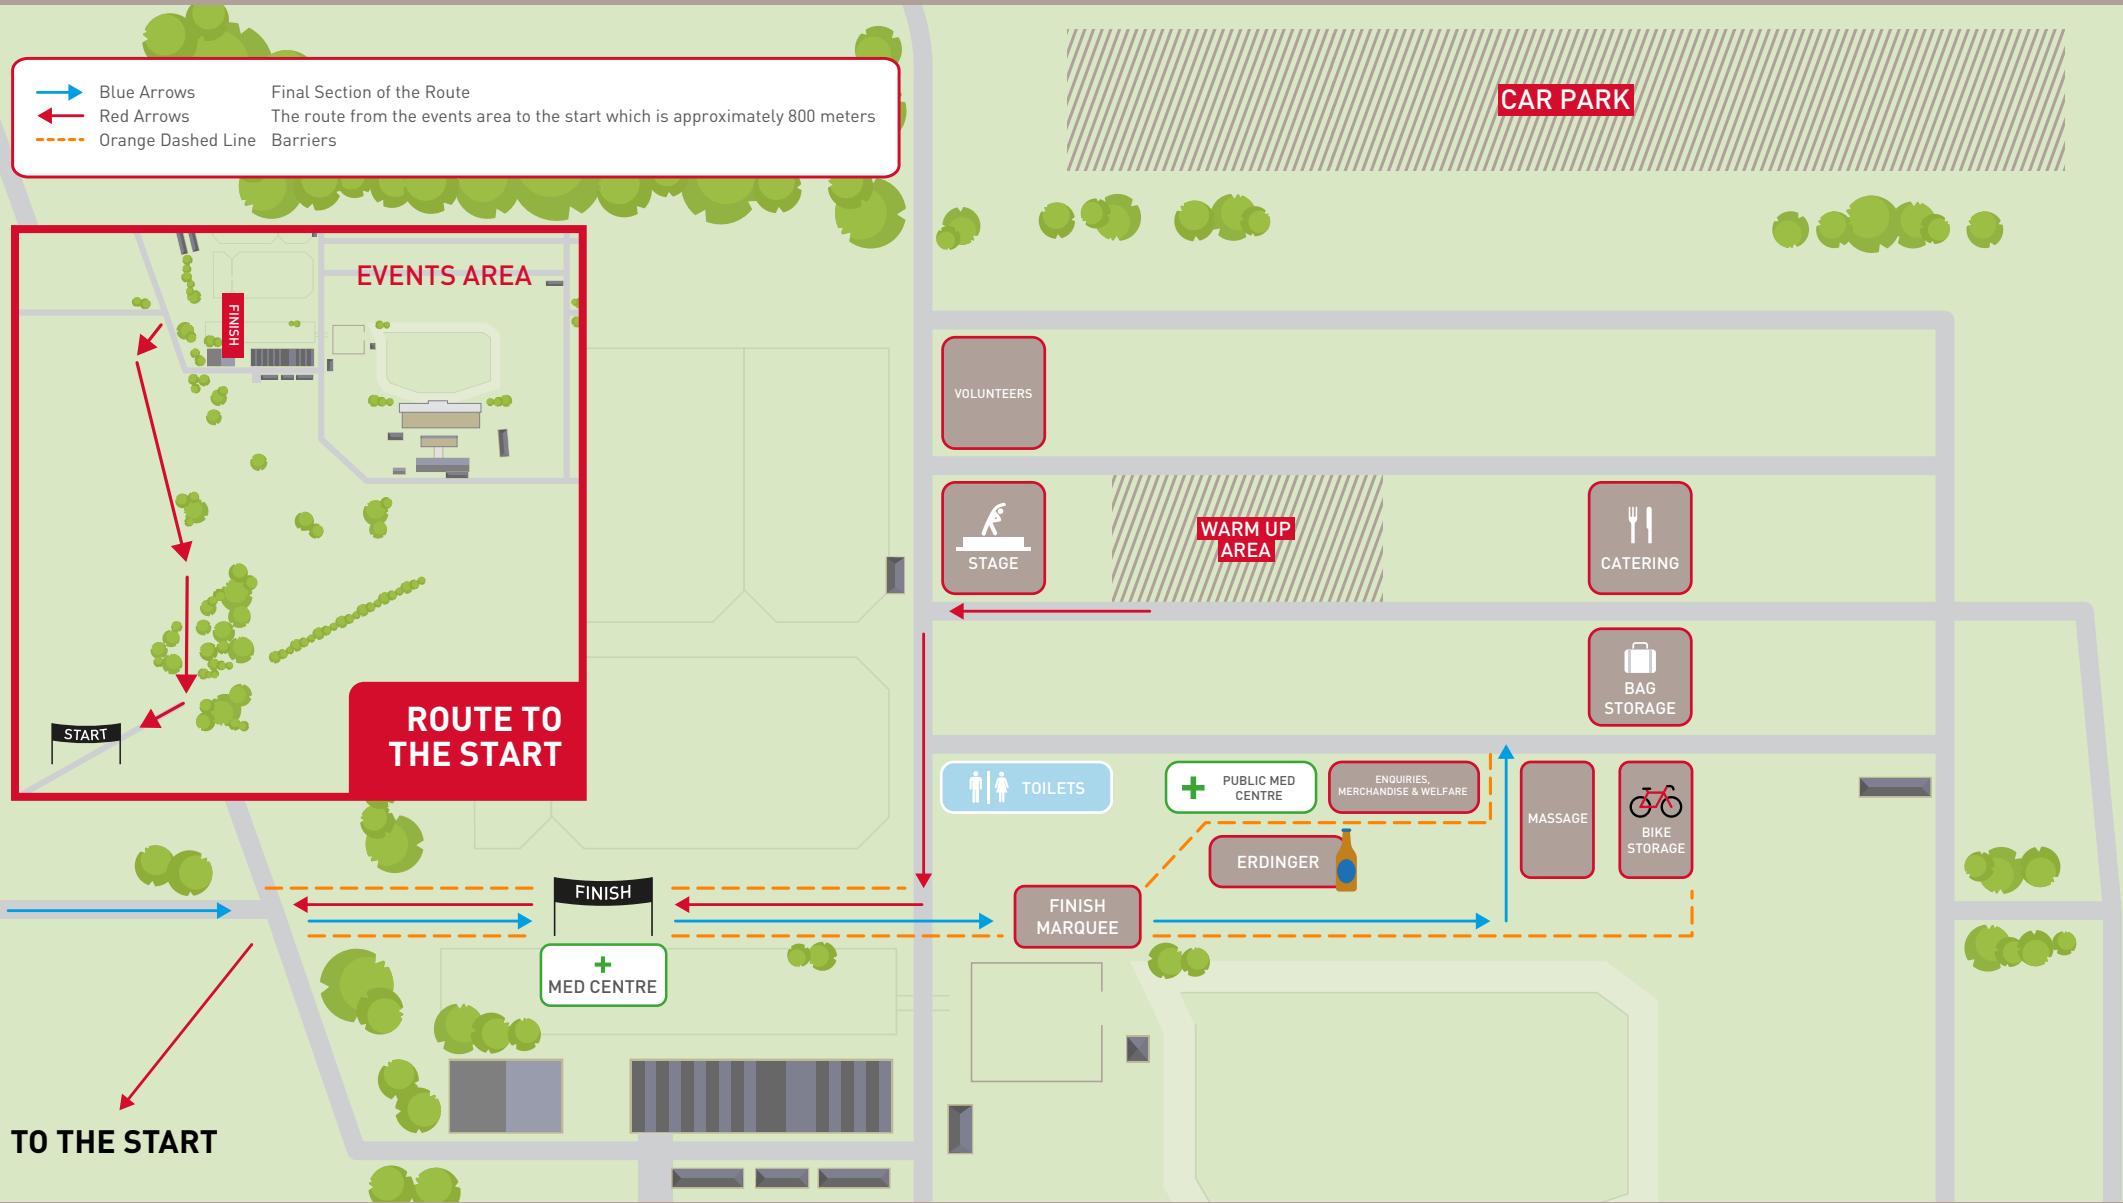 Blue Arrows Final Section of the Route
Red Arrows The route from the events area to the start which is approximately 800 meters
Orange Dashed Line Barriers
CAR PARK
EVENTS AREA
FINISH
START
ROUTE TO
THE START
VOLUNTEERS
STAGE
WARM UP
AREA
CATERING
BAG
STORAGE
TOILETS
PUBLIC MED
CENTRE
ENQUIRIES,
MERCHANDISE & WELFARE
MASSAGE
BIKE
STORAGE
ERDINGER
FINISH
FINISH
MARQUEE
MED CENTRE
TO THE START